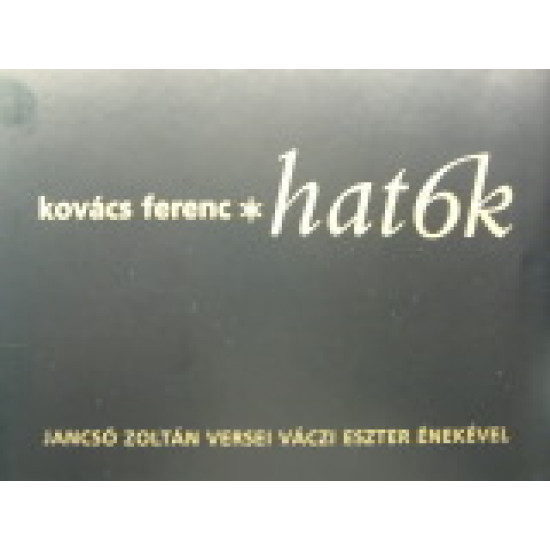 kovács ferenc * hat6k
JANCSÓ ZOLTÁN VERSEI VÁCZI ESZTER ÉNEKÉVEL